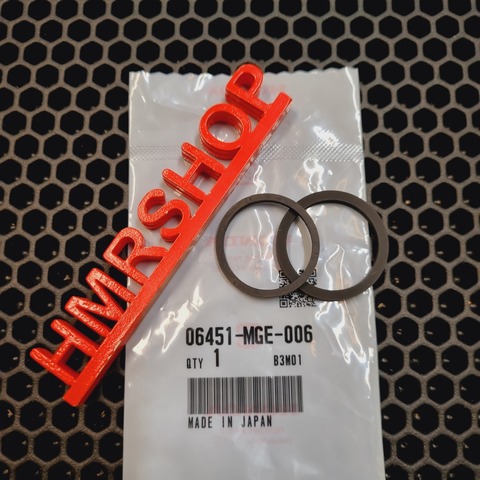 HMRSHOP
06451-MGE-006
QTY 1 B3M01
MADE IN JAPAN